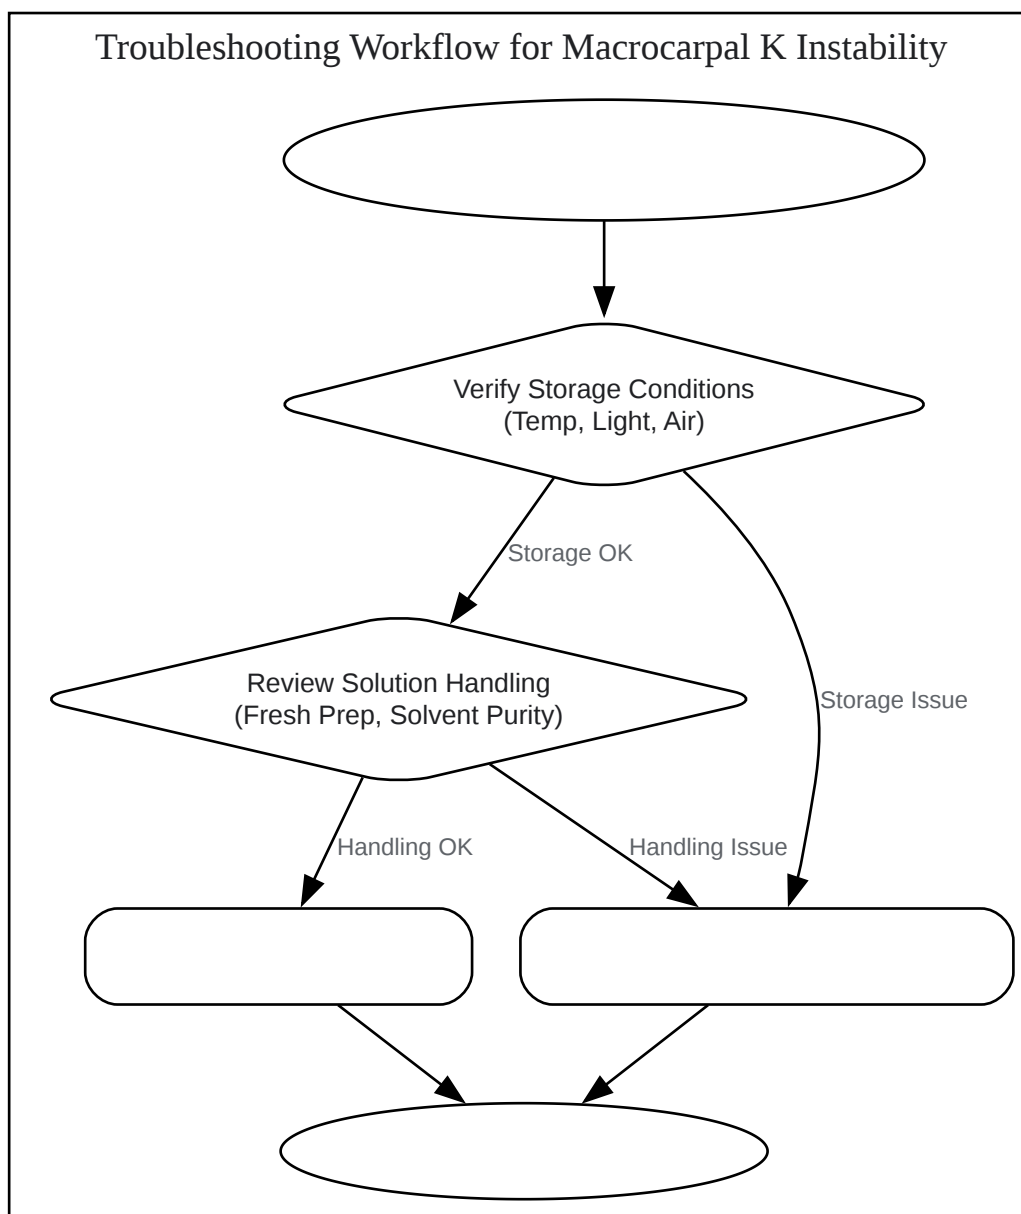 Troubleshooting Workflow for Macrocarpal K Instability
Verify Storage Conditions
(Temp, Light, Air)
Storage OK
Review Solution Handling
(Fresh Prep, Solvent Purity)
Storage Issue
Handling OK
Handling Issue